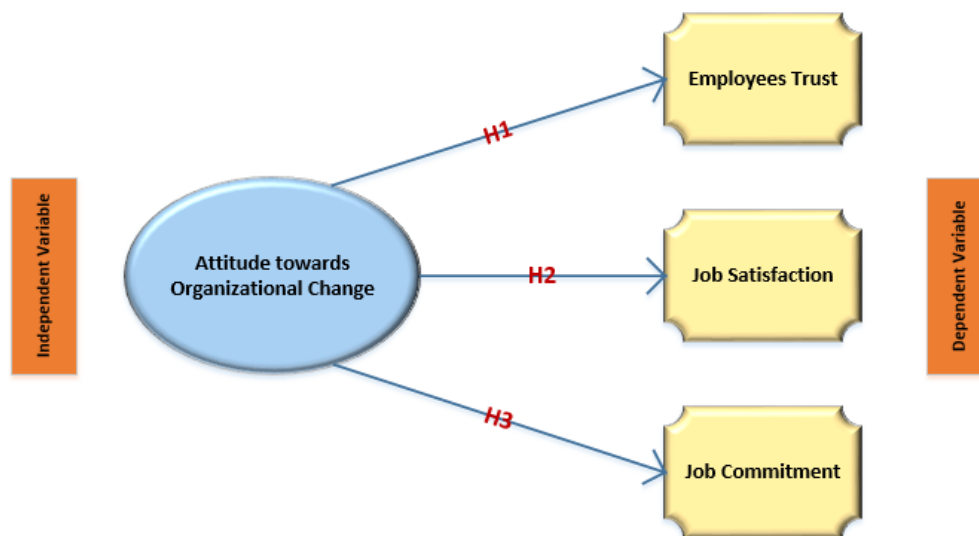 Independent Variable
Attitude towards
Organizational Change
H1
H2
H3
Employees Trust
Job Satisfaction
Job Commitment
Dependent Variable